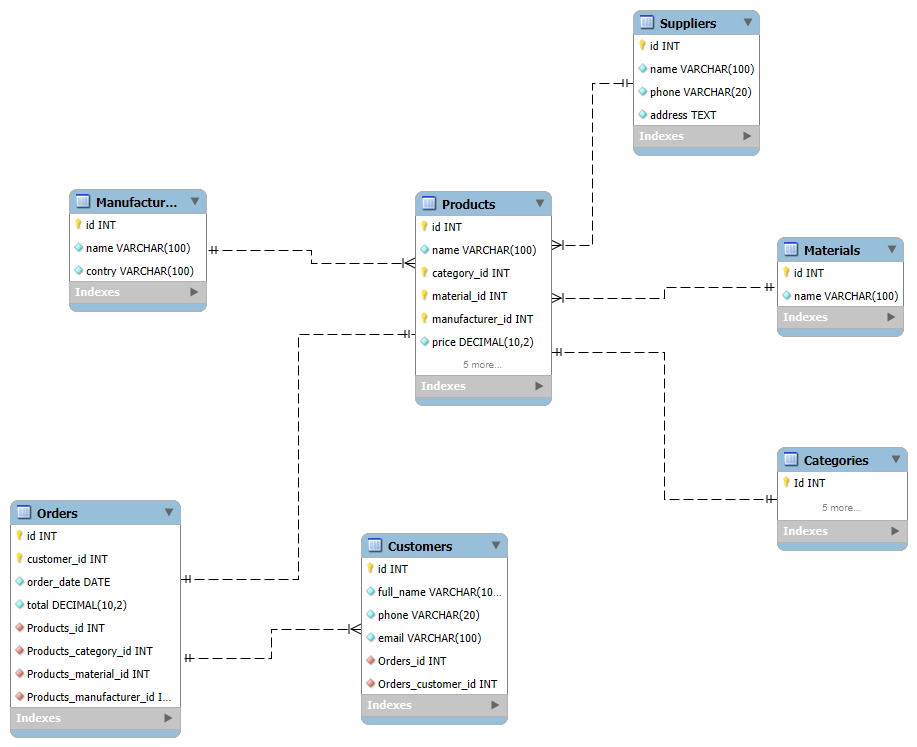 Suppliers
id INT
name VARCHAR(100)
phone VARCHAR(20)
address TEXT
Indexes
Manufactur...
id INT
name VARCHAR(100)
contry VARCHAR(100)
Indexes
Products
id INT
name VARCHAR(100)
category_id INT
material_id INT
manufacturer_id INT
price DECIMAL(10,2)
5 more...
Indexes
Materials
id INT
name VARCHAR(100)
Indexes
Categories
Id INT
5 more...
Indexes
Orders
id INT
customer_id INT
order_date DATE
total DECIMAL(10,2)
Products_id INT
Products_category_id INT
Products_material_id INT
Products_manufacturer_id I...
Indexes
Customers
id INT
full_name VARCHAR(10...
phone VARCHAR(20)
email VARCHAR(100)
Orders_id INT
Orders_customer_id INT
Indexes